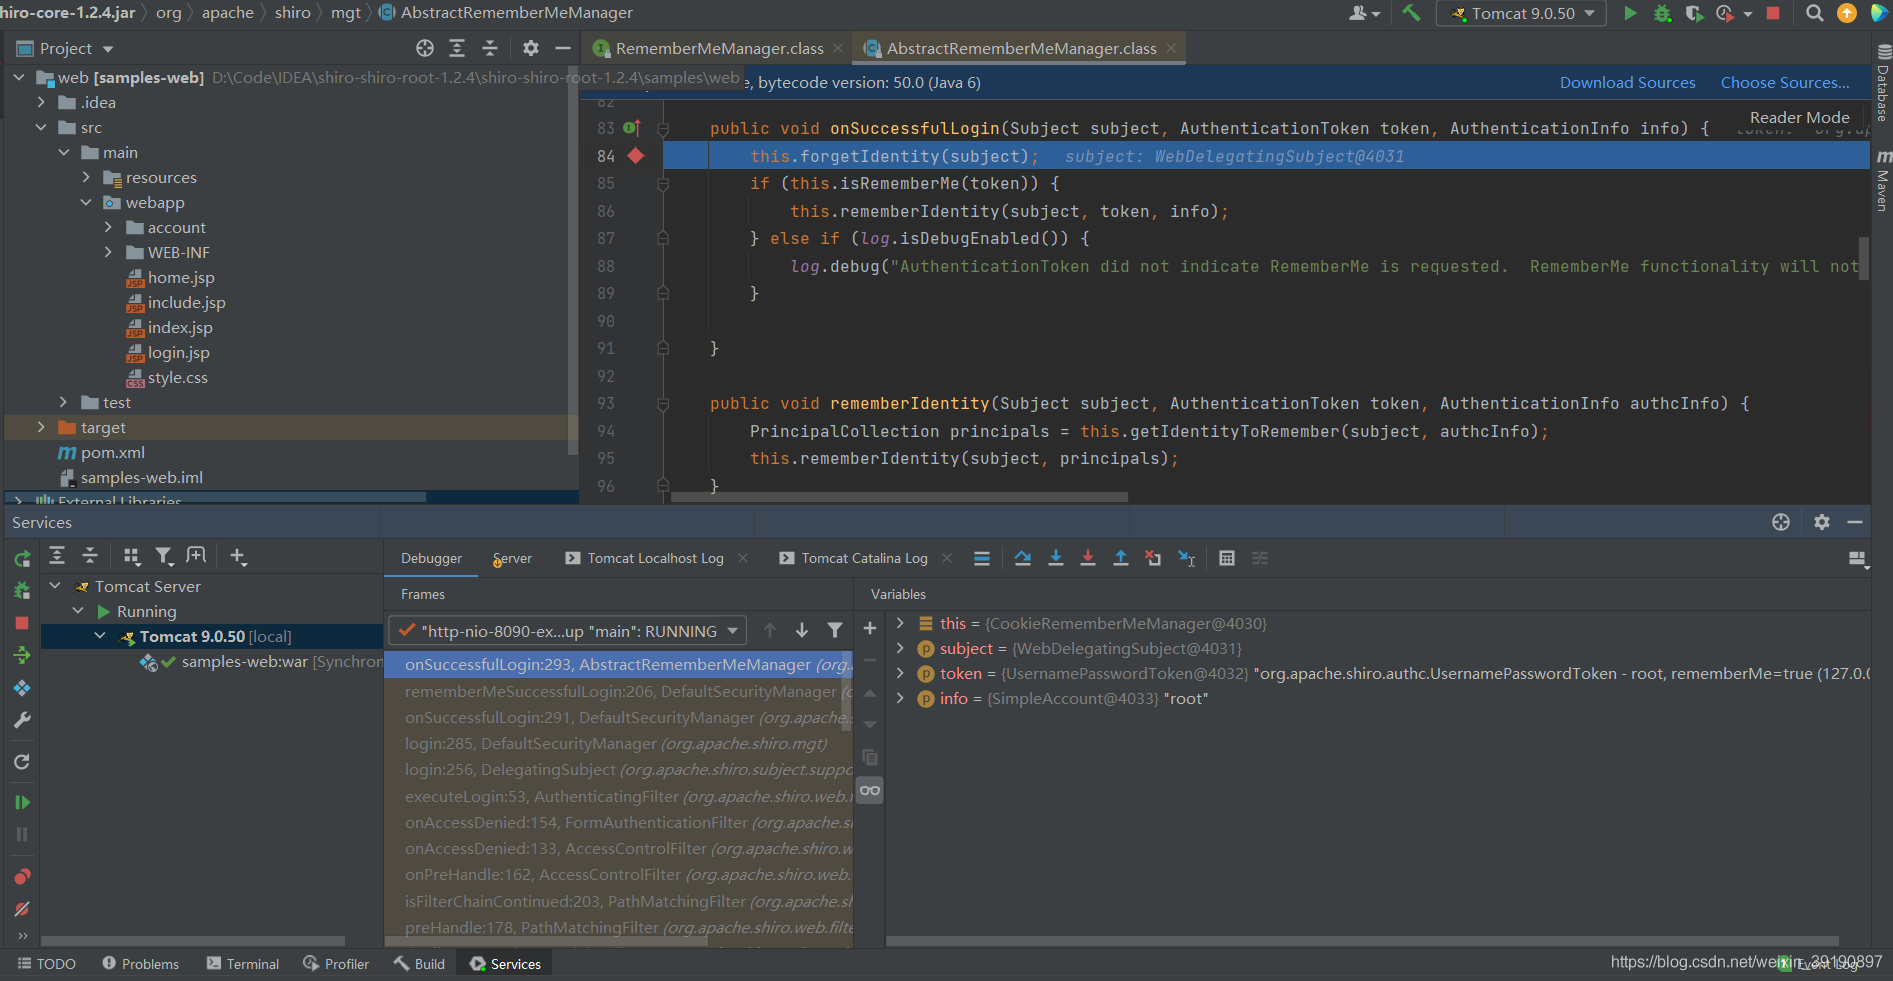 hiro-core-1.2.4.jar › org › apache › shiro › mgt › AbstractRememberMeManager
Tomcat 9.0.50
Project
RememberMeManager.class
AbstractRememberMeManager.class
web [samples-web] D:\Code\IDEA\shiro-shiro-root-1.2.4\shiro-shiro-root-1.2.4\samples\web
e, bytecode version: 50.0 (Java 6)
Download Sources
Choose Sources...
Reader Mode
.idea
src
main
resources
webapp
account
WEB-INF
home.jsp
include.jsp
index.jsp
login.jsp
style.css
test
target
pom.xml
samples-web.iml
External Libraries
82
83 public void onSuccessfulLogin(Subject subject, AuthenticationToken token, AuthenticationInfo info) {
84 this.forgetIdentity(subject); subject: WebDelegatingSubject@4031
85 if (this.isRememberMe(token)) {
86 this.rememberIdentity(subject, token, info);
87 } else if (log.isDebugEnabled()) {
88 log.debug("AuthenticationToken did not indicate RememberMe is requested.  RememberMe functionality will not
89 }
90
91 }
92
93 public void rememberIdentity(Subject subject, AuthenticationToken token, AuthenticationInfo authcInfo) {
94 PrincipalCollection principals = this.getIdentityToRemember(subject, authcInfo);
95 this.rememberIdentity(subject, principals);
96 }
Database
Maven
Services
Debugger
Server
Tomcat Localhost Log
Tomcat Catalina Log
Tomcat Server
Running
Tomcat 9.0.50 [local]
samples-web:war [Synchron
Frames
"http-nio-8090-ex...up "main": RUNNING
onSuccessfulLogin:293, AbstractRememberMeManager (org.
rememberMeSuccessfulLogin:206, DefaultSecurityManager (o
onSuccessfulLogin:291, DefaultSecurityManager (org.apache.s
login:285, DefaultSecurityManager (org.apache.shiro.mgt)
login:256, DelegatingSubject (org.apache.shiro.subject.suppo
executeLogin:53, AuthenticatingFilter (org.apache.shiro.web.f
onAccessDenied:154, FormAuthenticationFilter (org.apache.sh
onAccessDenied:133, AccessControlFilter (org.apache.shiro.w
onPreHandle:162, AccessControlFilter (org.apache.shiro.web.
isFilterChainContinued:203, PathMatchingFilter (org.apache.sh
preHandle:178, PathMatchingFilter (org.apache.shiro.web.filte
Variables
this = {CookieRememberMeManager@4030}
subject = {WebDelegatingSubject@4031}
token = {UsernamePasswordToken@4032} "org.apache.shiro.authc.UsernamePasswordToken - root, rememberMe=true (127.0.0
info = {SimpleAccount@4033} "root"
TODO
Problems
Terminal
Profiler
Build
Services
Event Log
https://blog.csdn.net/weixin_39190897